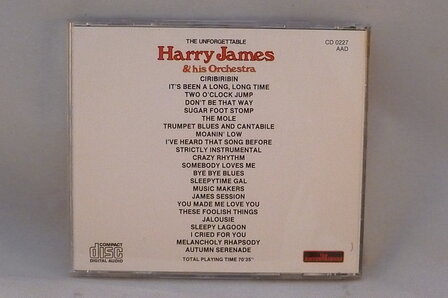 THE UNFORGETTABLE
CD 0227
AAD
Harry James
& his Orchestra
CIRIBIRIBIN
IT'S BEEN A LONG, LONG TIME
TWO O'CLOCK JUMP
DON'T BE THAT WAY
SUGAR FOOT STOMP
THE MOLE
TRUMPET BLUES AND CANTABILE
MOANIN' LOW
I'VE HEARD THAT SONG BEFORE
STRICTLY INSTRUMENTAL
CRAZY RHYTHM
SOMEBODY LOVES ME
BYE BYE BLUES
SLEEPYTIME GAL
MUSIC MAKERS
JAMES SESSION
YOU MADE ME LOVE YOU
THESE FOOLISH THINGS
JALOUSIE
SLEEPY LAGOON
I CRIED FOR YOU
MELANCHOLY RHAPSODY
AUTUMN SERENADE
TOTAL PLAYING TIME 70'25"
COMPACT
disc
DIGITAL AUDIO